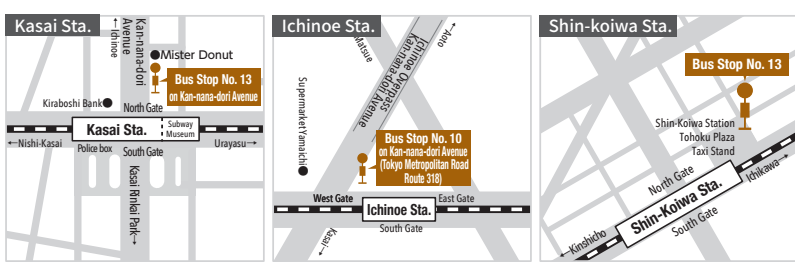 Kasai Sta.
←Ichinoe
Kan-nana-dori
Avenue
Mister Donut
Bus Stop No. 13
on Kan-nana-dori Avenue
Kiraboshi Bank
North Gate
Kasai Sta.
Subway
Museum
←Nishi-Kasai
Police box
South Gate
Urayasu→
Kasai Rinkai Park→
Ichinoe Sta.
Matsue
Ichinoe Overpass
Kan-nana-dori Avenue
←Aoto
Supermarket Yamaichi
Bus Stop No. 10
on Kan-nana-dori Avenue
(Tokyo Metropolitan Road
Route 318)
West Gate
Ichinoe Sta.
East Gate
South Gate
Kasai→
Shin-koiwa Sta.
Bus Stop No. 13
Shin-Koiwa Station
Tohoku Plaza
Taxi Stand
North Gate
Shin-Koiwa Sta.
Ichikawa→
South Gate
←Kinshicho